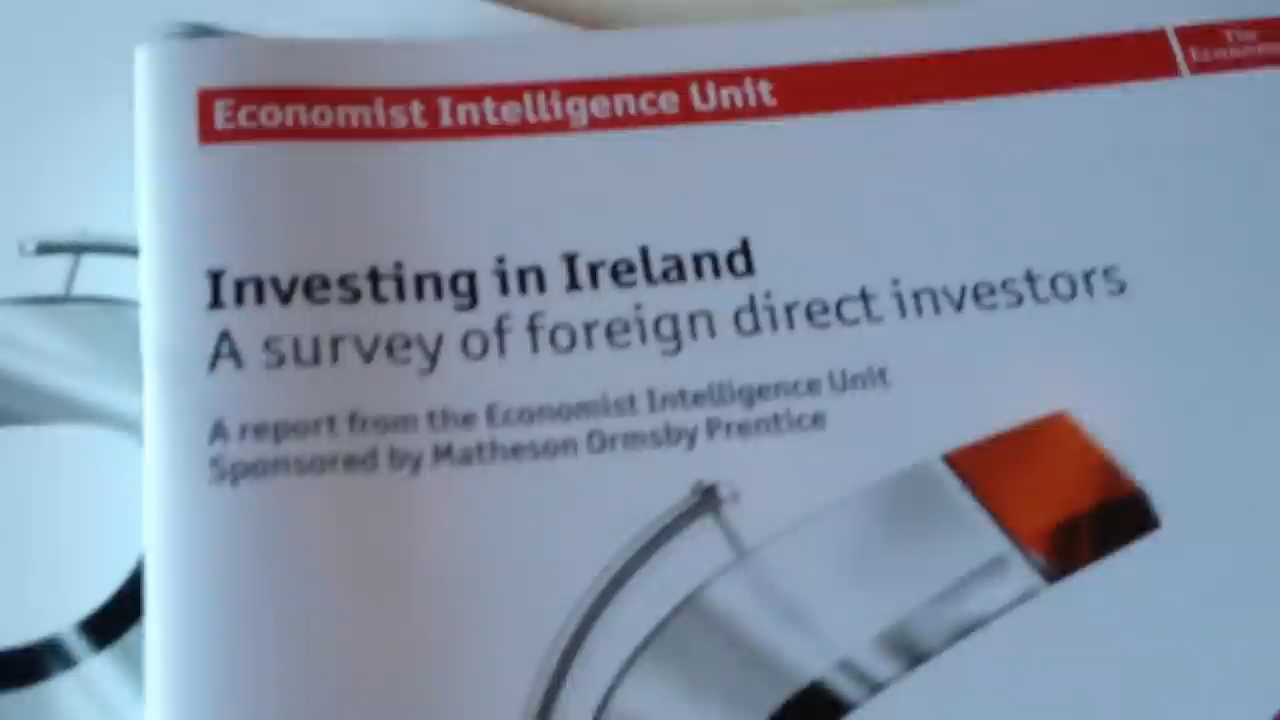 Economist Intelligence Unit
The
Investing in Ireland
A survey of foreign direct investors
A report from the Economist Intelligence Unit
Sponsored by Matheson Ormsby Prentice